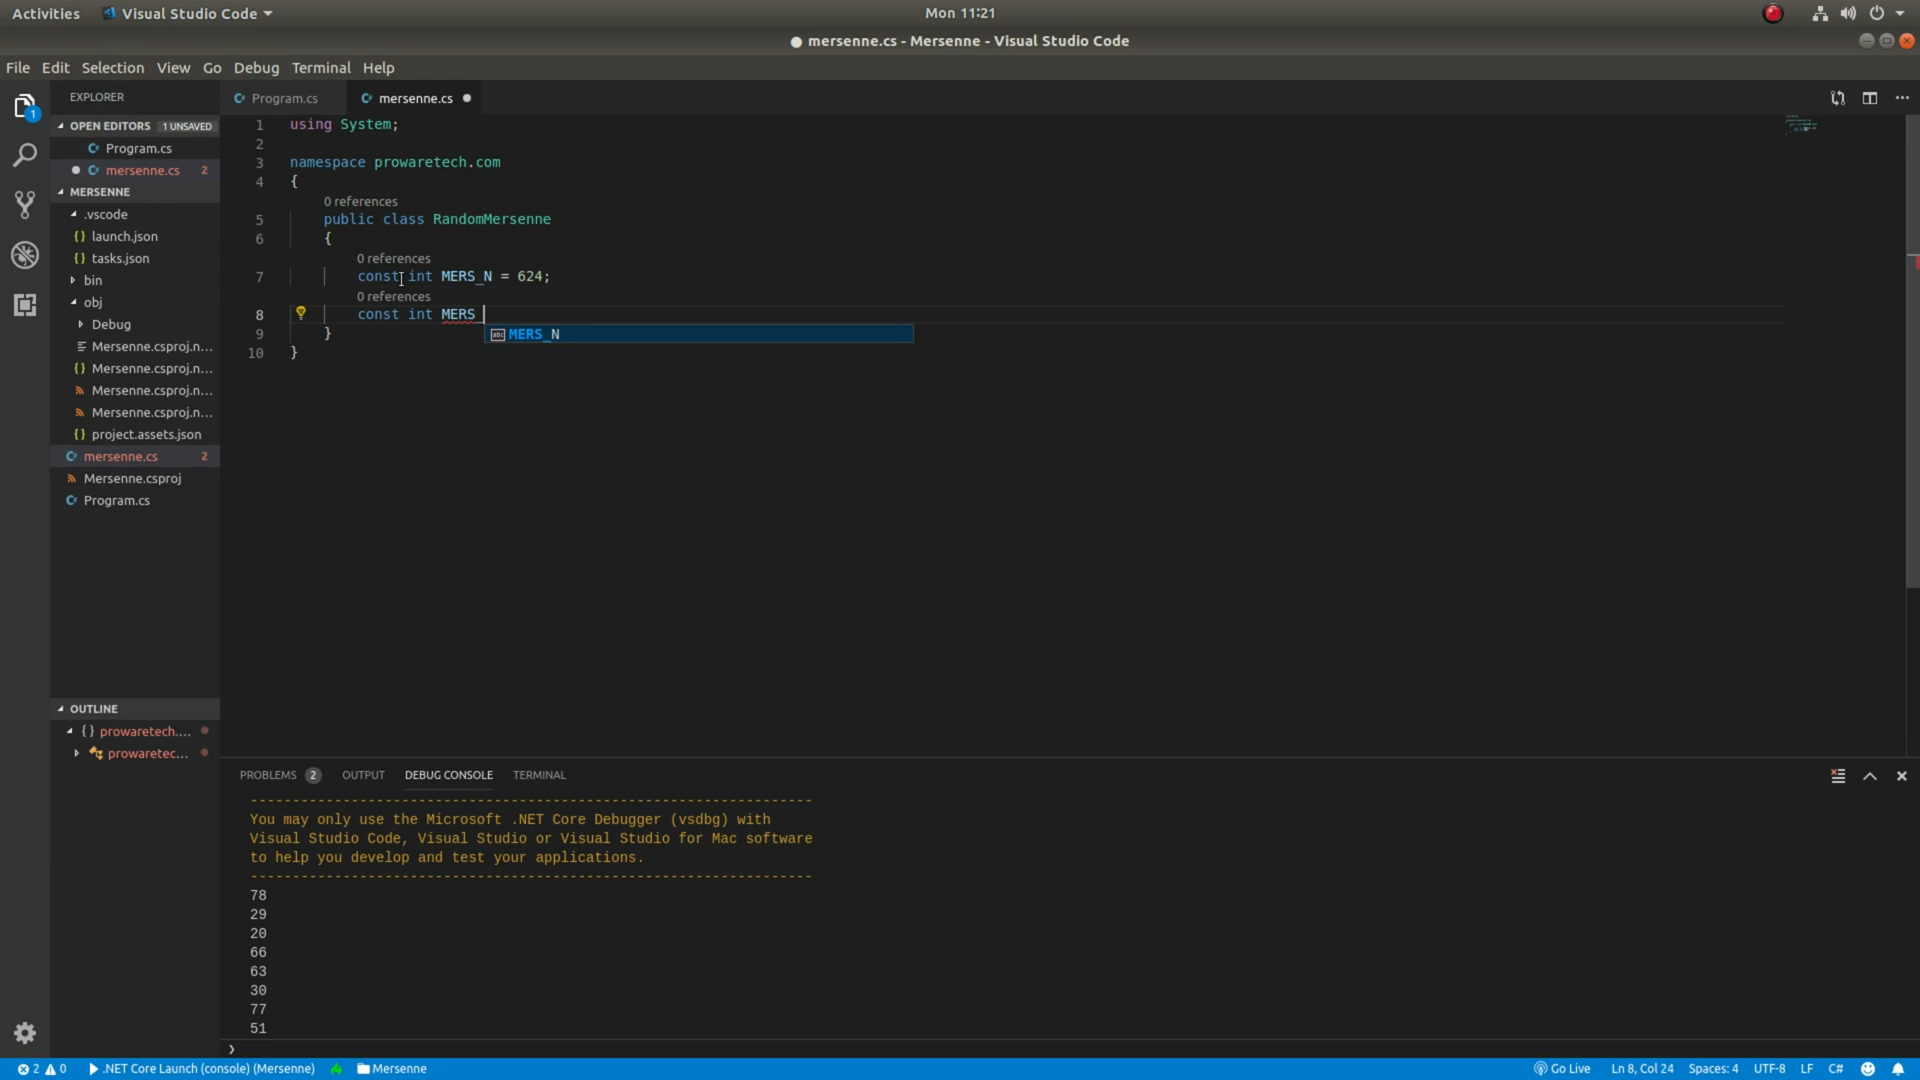 Activities
Visual Studio Code
Mon 11:21
mersenne.cs - Mersenne - Visual Studio Code
File Edit Selection View Go Debug Terminal Help
EXPLORER
OPEN EDITORS 1 UNSAVED
Program.cs
mersenne.cs 2
MERSENNE
.vscode
{} launch.json
{} tasks.json
bin
obj
Debug
Mersenne.csproj.n...
{} Mersenne.csproj.n...
Mersenne.csproj.n...
Mersenne.csproj.n...
{} project.assets.json
mersenne.cs 2
Mersenne.csproj
Program.cs
OUTLINE
{} prowaretech....
prowaretec...
1
Program.cs
mersenne.cs
1 using System;
2
3 namespace prowaretech.com
4 {
0 references
5 public class RandomMersenne
6 {
0 references
7 const int MERS_N = 624;
0 references
8 const int MERS_
abc MERS_N
9 }
10 }
PROBLEMS 2 OUTPUT DEBUG CONSOLE TERMINAL
-------------------------------------------------------------------
You may only use the Microsoft .NET Core Debugger (vsdbg) with
Visual Studio Code, Visual Studio or Visual Studio for Mac software
to help you develop and test your applications.
-------------------------------------------------------------------
78
29
20
66
63
30
77
51
2 0 .NET Core Launch (console) (Mersenne) Mersenne
Go Live Ln 8, Col 24 Spaces: 4 UTF-8 LF C#